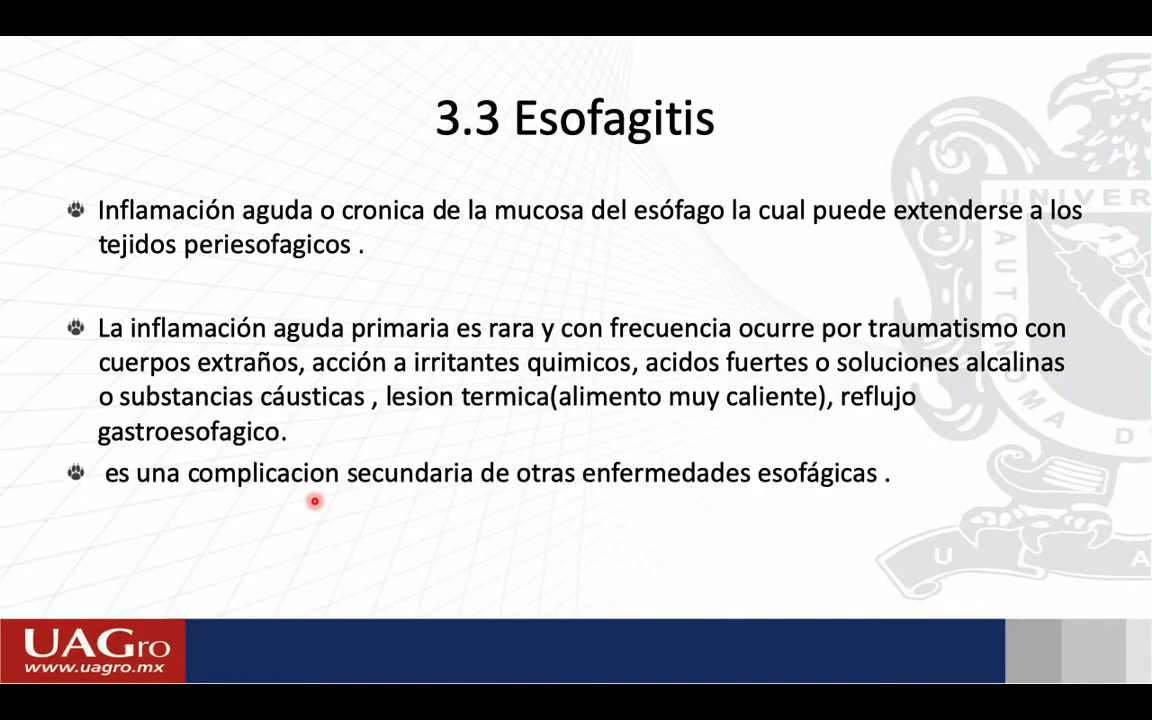 3.3 Esofagitis
Inflamación aguda o cronica de la mucosa del esófago la cual puede extenderse a los
tejidos periesofagicos .
La inflamación aguda primaria es rara y con frecuencia ocurre por traumatismo con
cuerpos extraños, acción a irritantes quimicos, acidos fuertes o soluciones alcalinas
o substancias cáusticas , lesion termica(alimento muy caliente), reflujo
gastroesofagico.
es una complicacion secundaria de otras enfermedades esofágicas .
UNIVER
AUTONOMA D
U A
UAGro
www.uagro.mx